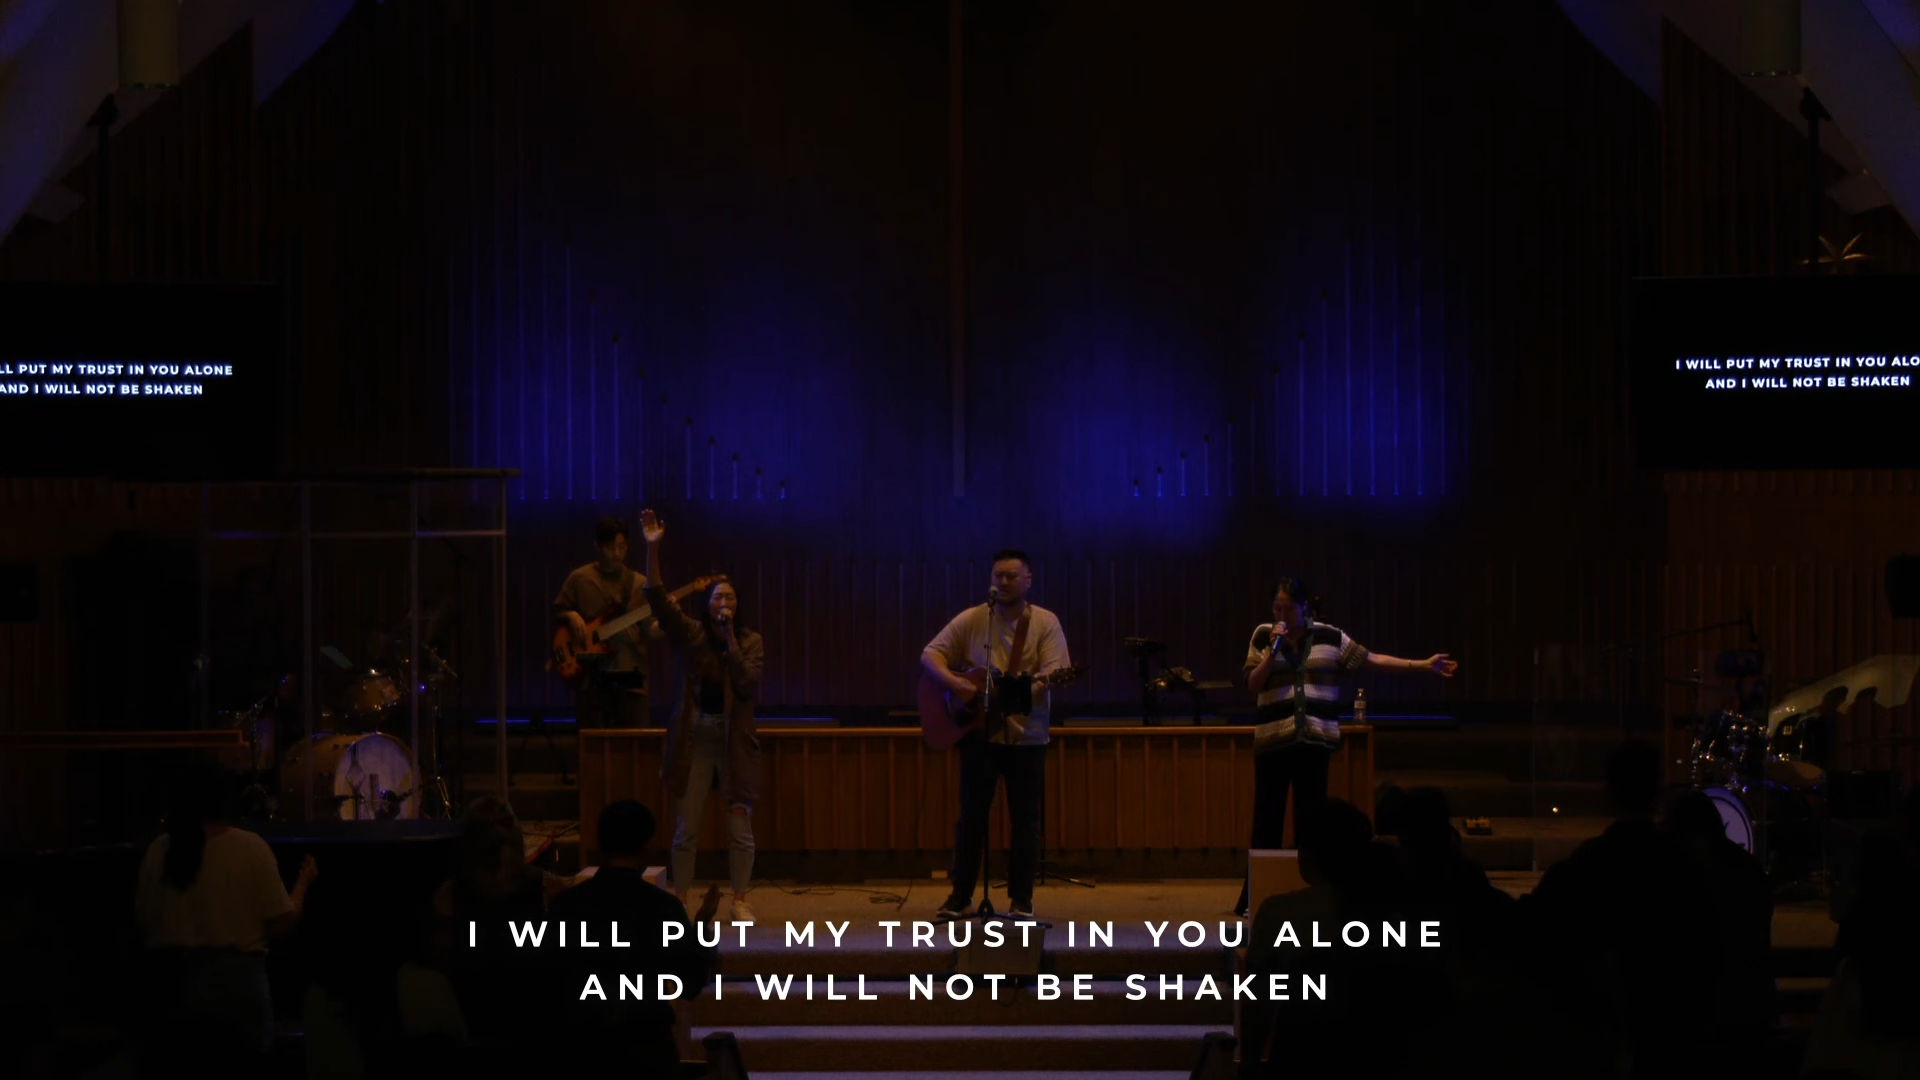 LL PUT MY TRUST IN YOU ALONE
AND I WILL NOT BE SHAKEN
I WILL PUT MY TRUST IN YOU ALO
AND I WILL NOT BE SHAKEN
I WILL PUT MY TRUST IN YOU ALONE
AND I WILL NOT BE SHAKEN